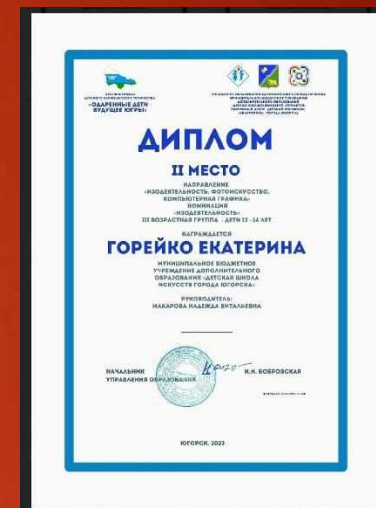 «ОДАРЕННЫЕ ДЕТИ
БУДУЩЕЕ ЮГРЫ»
ДИПЛОМ
II МЕСТО
НАПРАВЛЕНИЕ
«ИЗОДЕЯТЕЛЬНОСТЬ, ФОТОИСКУССТВО,
КОМПЬЮТЕРНАЯ ГРАФИКА»
НОМИНАЦИЯ
«ИЗОДЕЯТЕЛЬНОСТЬ»
III ВОЗРАСТНАЯ ГРУППА - ДЕТИ 12 - 14 ЛЕТ
НАГРАЖДАЕТСЯ
ГОРЕЙКО ЕКАТЕРИНА
МУНИЦИПАЛЬНОЕ БЮДЖЕТНОЕ
УЧРЕЖДЕНИЕ ДОПОЛНИТЕЛЬНОГО
ОБРАЗОВАНИЯ «ДЕТСКАЯ ШКОЛА
ИСКУССТВ ГОРОДА ЮГОРСКА»
РУКОВОДИТЕЛЬ:
МАКАРОВА НАДЕЖДА ВИТАЛЬЕВНА
НАЧАЛЬНИК
УПРАВЛЕНИЯ ОБРАЗОВАНИЯ
Н.И. БОБРОВСКАЯ
ЮГОРСК, 2023